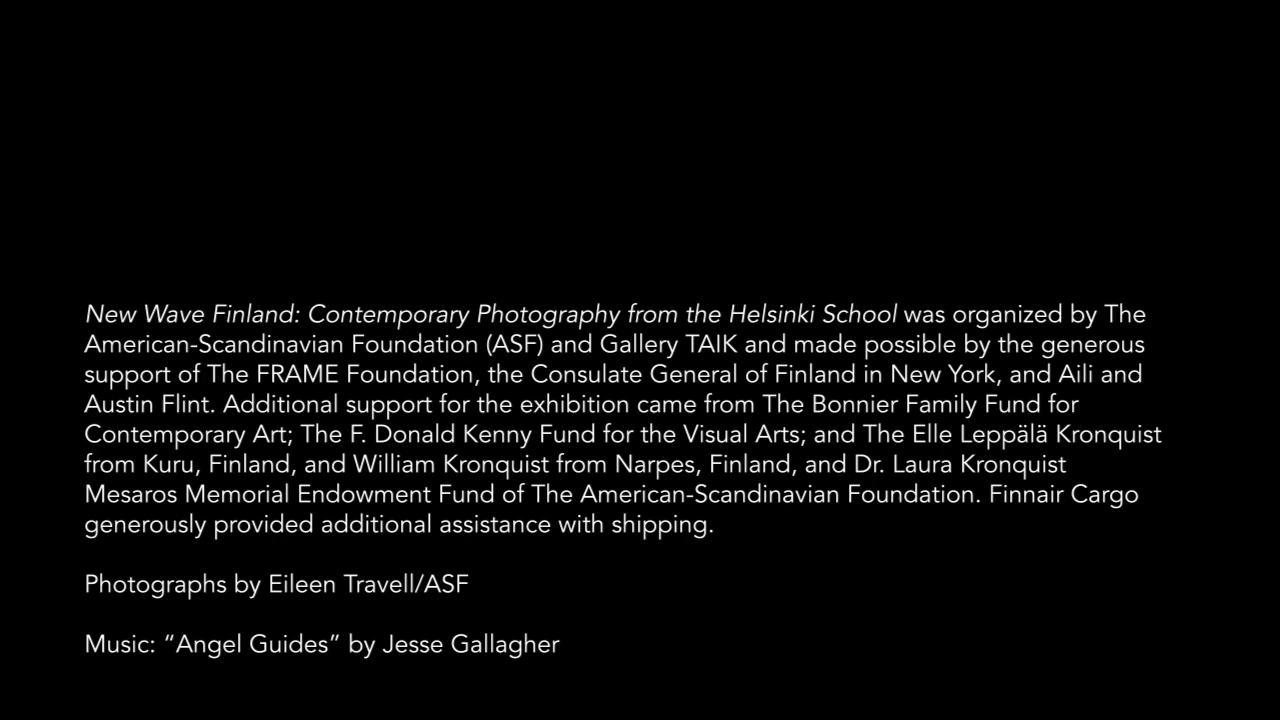 New Wave Finland: Contemporary Photography from the Helsinki School was organized by The
American-Scandinavian Foundation (ASF) and Gallery TAIK and made possible by the generous
support of The FRAME Foundation, the Consulate General of Finland in New York, and Aili and
Austin Flint. Additional support for the exhibition came from The Bonnier Family Fund for
Contemporary Art; The F. Donald Kenny Fund for the Visual Arts; and The Elle Leppälä Kronquist
from Kuru, Finland, and William Kronquist from Narpes, Finland, and Dr. Laura Kronquist
Mesaros Memorial Endowment Fund of The American-Scandinavian Foundation. Finnair Cargo
generously provided additional assistance with shipping.
Photographs by Eileen Travell/ASF
Music: “Angel Guides” by Jesse Gallagher